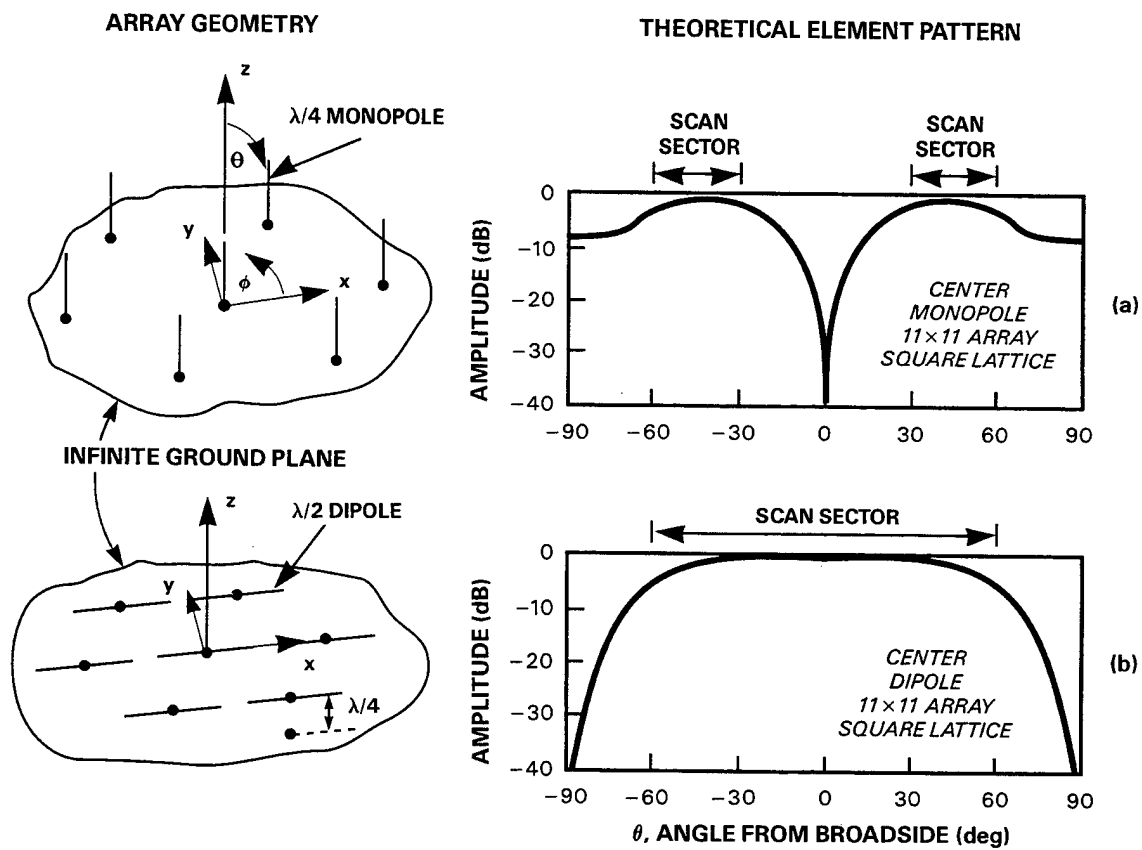 ARRAY GEOMETRY
THEORETICAL ELEMENT PATTERN
z
λ/4 MONOPOLE
θ
y
ϕ
x
SCAN
SECTOR
SCAN
SECTOR
AMPLITUDE (dB)
0
−10
−20
−30
−40
CENTER
MONOPOLE
11×11 ARRAY
SQUARE LATTICE
(a)
−90
−60
−30
0
30
60
90
INFINITE GROUND PLANE
z
λ/2 DIPOLE
y
x
λ/4
SCAN SECTOR
AMPLITUDE (dB)
0
−10
−20
−30
−40
CENTER
DIPOLE
11×11 ARRAY
SQUARE LATTICE
(b)
−90
−60
−30
0
30
60
90
θ, ANGLE FROM BROADSIDE (deg)